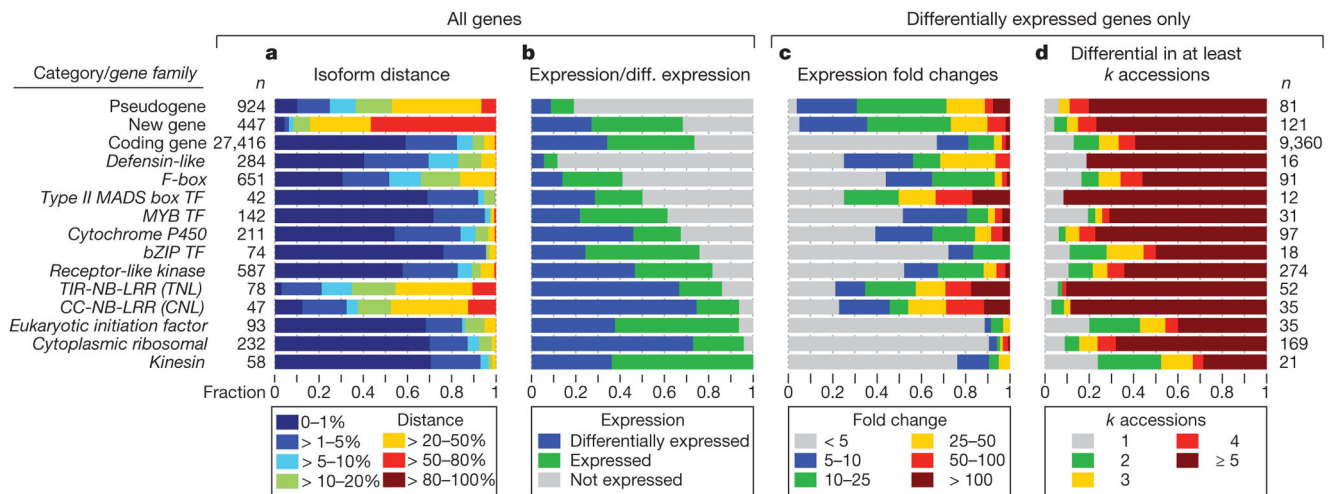 All genes
Differentially expressed genes only
a
b
c
d Differential in at least
Category/gene family
n
Isoform distance
Expression/diff. expression
Expression fold changes
k accessions
n
Pseudogene 924 81
New gene 447 121
Coding gene 27,416 9,360
Defensin-like 284 16
F-box 651 91
Type II MADS box TF 42 12
MYB TF 142 31
Cytochrome P450 211 97
bZIP TF 74 18
Receptor-like kinase 587 274
TIR-NB-LRR (TNL) 78 52
CC-NB-LRR (CNL) 47 35
Eukaryotic initiation factor 93 35
Cytoplasmic ribosomal 232 169
Kinesin 58 21
Fraction 0 0.2 0.4 0.6 0.8 1 0 0.2 0.4 0.6 0.8 1 0 0.2 0.4 0.6 0.8 1 0 0.2 0.4 0.6 0.8 1
Distance
0–1%
> 1–5%
> 5–10%
> 10–20%
> 20–50%
> 50–80%
> 80–100%
Expression
Differentially expressed
Expressed
Not expressed
Fold change
< 5
5–10
10–25
25–50
50–100
> 100
k accessions
1
2
3
4
≥ 5